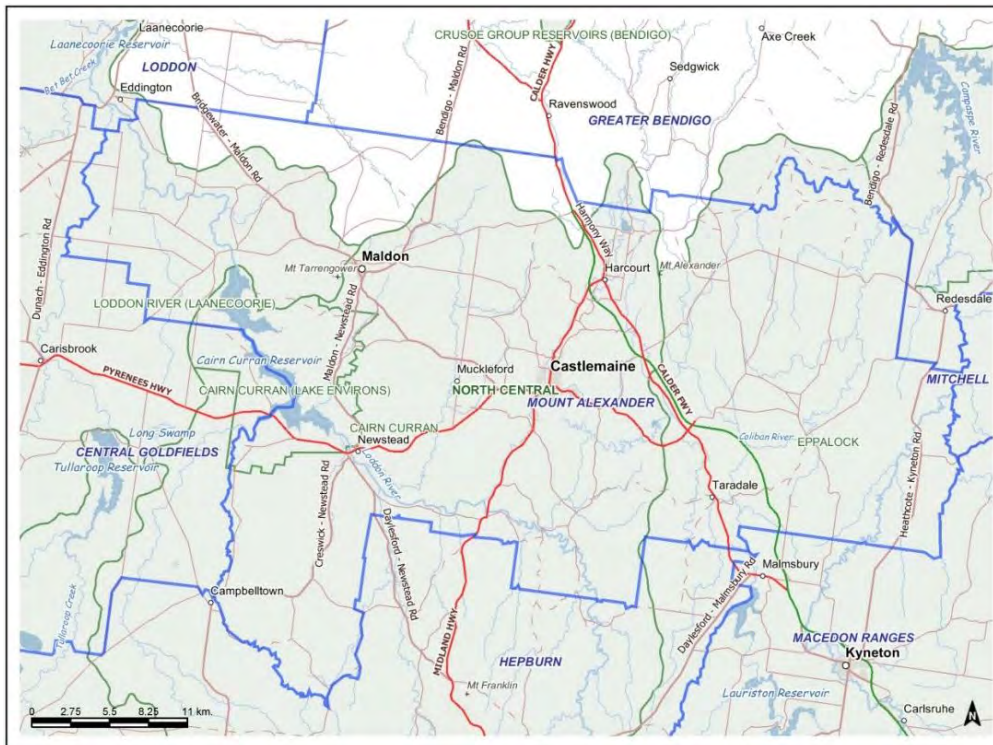 Laanecoorie
Laanecoorie Reservoir
LODDON
Bet Bet Creek
Eddington
Bridgewater - Maldon Rd
Bendigo - Maldon Rd
CRUSOE GROUP RESERVOIRS (BENDIGO)
CALDER HWY
Axe Creek
Sedgwick
Ravenswood
GREATER BENDIGO
Bendigo - Redesdale Rd
Campaspe River
Dunach - Eddington Rd
Maldon
Mt Tarrengower
Harmony Way
Harcourt
Mt Alexander
LODDON RIVER (LAANECOORIE)
Redesdale
Carisbrook
PYRENEES HWY
Cairn Curran Reservoir
Maldon - Newstead Rd
Muckleford
Castlemaine
CALDER FWY
MITCHELL
CAIRN CURRAN (LAKE ENVIRONS)
NORTH CENTRAL
MOUNT ALEXANDER
CAIRN CURRAN
Long Swamp
Newstead
Coliban River
EPPALOCK
CENTRAL GOLDFIELDS
Tullaroop Reservoir
Loddon River
Heathcote - Kyneton Rd
Taradale
Creswick - Newstead Rd
Daylesford - Newstead Rd
Malmsbury
Daylesford - Malmsbury Rd
Tullaroop Creek
Campbelltown
MIDLAND HWY
HEPBURN
MACEDON RANGES
Kyneton
Mt Franklin
Lauriston Reservoir
Carlsruhe
0 2.75 5.5 8.25 11 km.
N